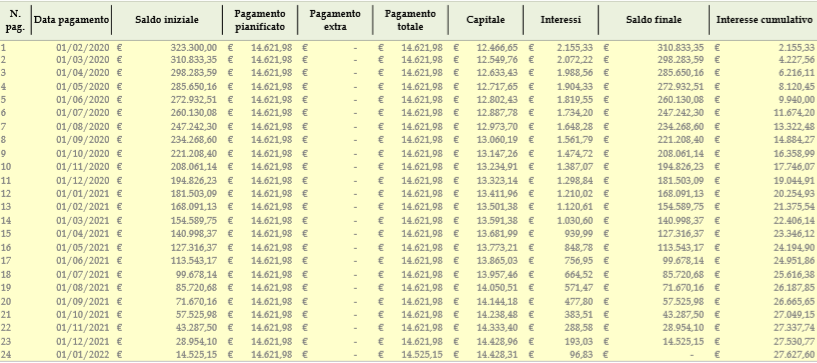 N. pag. Data pagamento Saldo iniziale Pagamento pianificato Pagamento extra Pagamento totale Capitale Interessi Saldo finale Interesse cumulativo
1 01/02/2020 € 323.300,00 € 14.621,98 € - € 14.621,98 € 12.466,65 € 2.155,33 € 310.833,35 € 2.155,33
2 01/03/2020 € 310.833,35 € 14.621,98 € - € 14.621,98 € 12.549,76 € 2.072,22 € 298.283,59 € 4.227,56
3 01/04/2020 € 298.283,59 € 14.621,98 € - € 14.621,98 € 12.633,43 € 1.988,56 € 285.650,16 € 6.216,11
4 01/05/2020 € 285.650,16 € 14.621,98 € - € 14.621,98 € 12.717,65 € 1.904,33 € 272.932,51 € 8.120,45
5 01/06/2020 € 272.932,51 € 14.621,98 € - € 14.621,98 € 12.802,43 € 1.819,55 € 260.130,08 € 9.940,00
6 01/07/2020 € 260.130,08 € 14.621,98 € - € 14.621,98 € 12.887,78 € 1.734,20 € 247.242,30 € 11.674,20
7 01/08/2020 € 247.242,30 € 14.621,98 € - € 14.621,98 € 12.973,70 € 1.648,28 € 234.268,60 € 13.322,48
8 01/09/2020 € 234.268,60 € 14.621,98 € - € 14.621,98 € 13.060,19 € 1.561,79 € 221.208,40 € 14.884,27
9 01/10/2020 € 221.208,40 € 14.621,98 € - € 14.621,98 € 13.147,26 € 1.474,72 € 208.061,14 € 16.358,99
10 01/11/2020 € 208.061,14 € 14.621,98 € - € 14.621,98 € 13.234,91 € 1.387,07 € 194.826,23 € 17.746,07
11 01/12/2020 € 194.826,23 € 14.621,98 € - € 14.621,98 € 13.323,14 € 1.298,84 € 181.503,09 € 19.044,91
12 01/01/2021 € 181.503,09 € 14.621,98 € - € 14.621,98 € 13.411,96 € 1.210,02 € 168.091,13 € 20.254,93
13 01/02/2021 € 168.091,13 € 14.621,98 € - € 14.621,98 € 13.501,38 € 1.120,61 € 154.589,75 € 21.375,54
14 01/03/2021 € 154.589,75 € 14.621,98 € - € 14.621,98 € 13.591,38 € 1.030,60 € 140.998,37 € 22.406,14
15 01/04/2021 € 140.998,37 € 14.621,98 € - € 14.621,98 € 13.681,99 € 939,99 € 127.316,37 € 23.346,12
16 01/05/2021 € 127.316,37 € 14.621,98 € - € 14.621,98 € 13.773,21 € 848,78 € 113.543,17 € 24.194,90
17 01/06/2021 € 113.543,17 € 14.621,98 € - € 14.621,98 € 13.865,03 € 756,95 € 99.678,14 € 24.951,86
18 01/07/2021 € 99.678,14 € 14.621,98 € - € 14.621,98 € 13.957,46 € 664,52 € 85.720,68 € 25.616,38
19 01/08/2021 € 85.720,68 € 14.621,98 € - € 14.621,98 € 14.050,51 € 571,47 € 71.670,16 € 26.187,85
20 01/09/2021 € 71.670,16 € 14.621,98 € - € 14.621,98 € 14.144,18 € 477,80 € 57.525,98 € 26.665,65
21 01/10/2021 € 57.525,98 € 14.621,98 € - € 14.621,98 € 14.238,48 € 383,51 € 43.287,50 € 27.049,15
22 01/11/2021 € 43.287,50 € 14.621,98 € - € 14.621,98 € 14.333,40 € 288,58 € 28.954,10 € 27.337,74
23 01/12/2021 € 28.954,10 € 14.621,98 € - € 14.621,98 € 14.428,96 € 193,03 € 14.525,15 € 27.530,77
24 01/01/2022 € 14.525,15 € 14.621,98 € - € 14.525,15 € 14.428,31 € 96,83 € - € 27.627,60